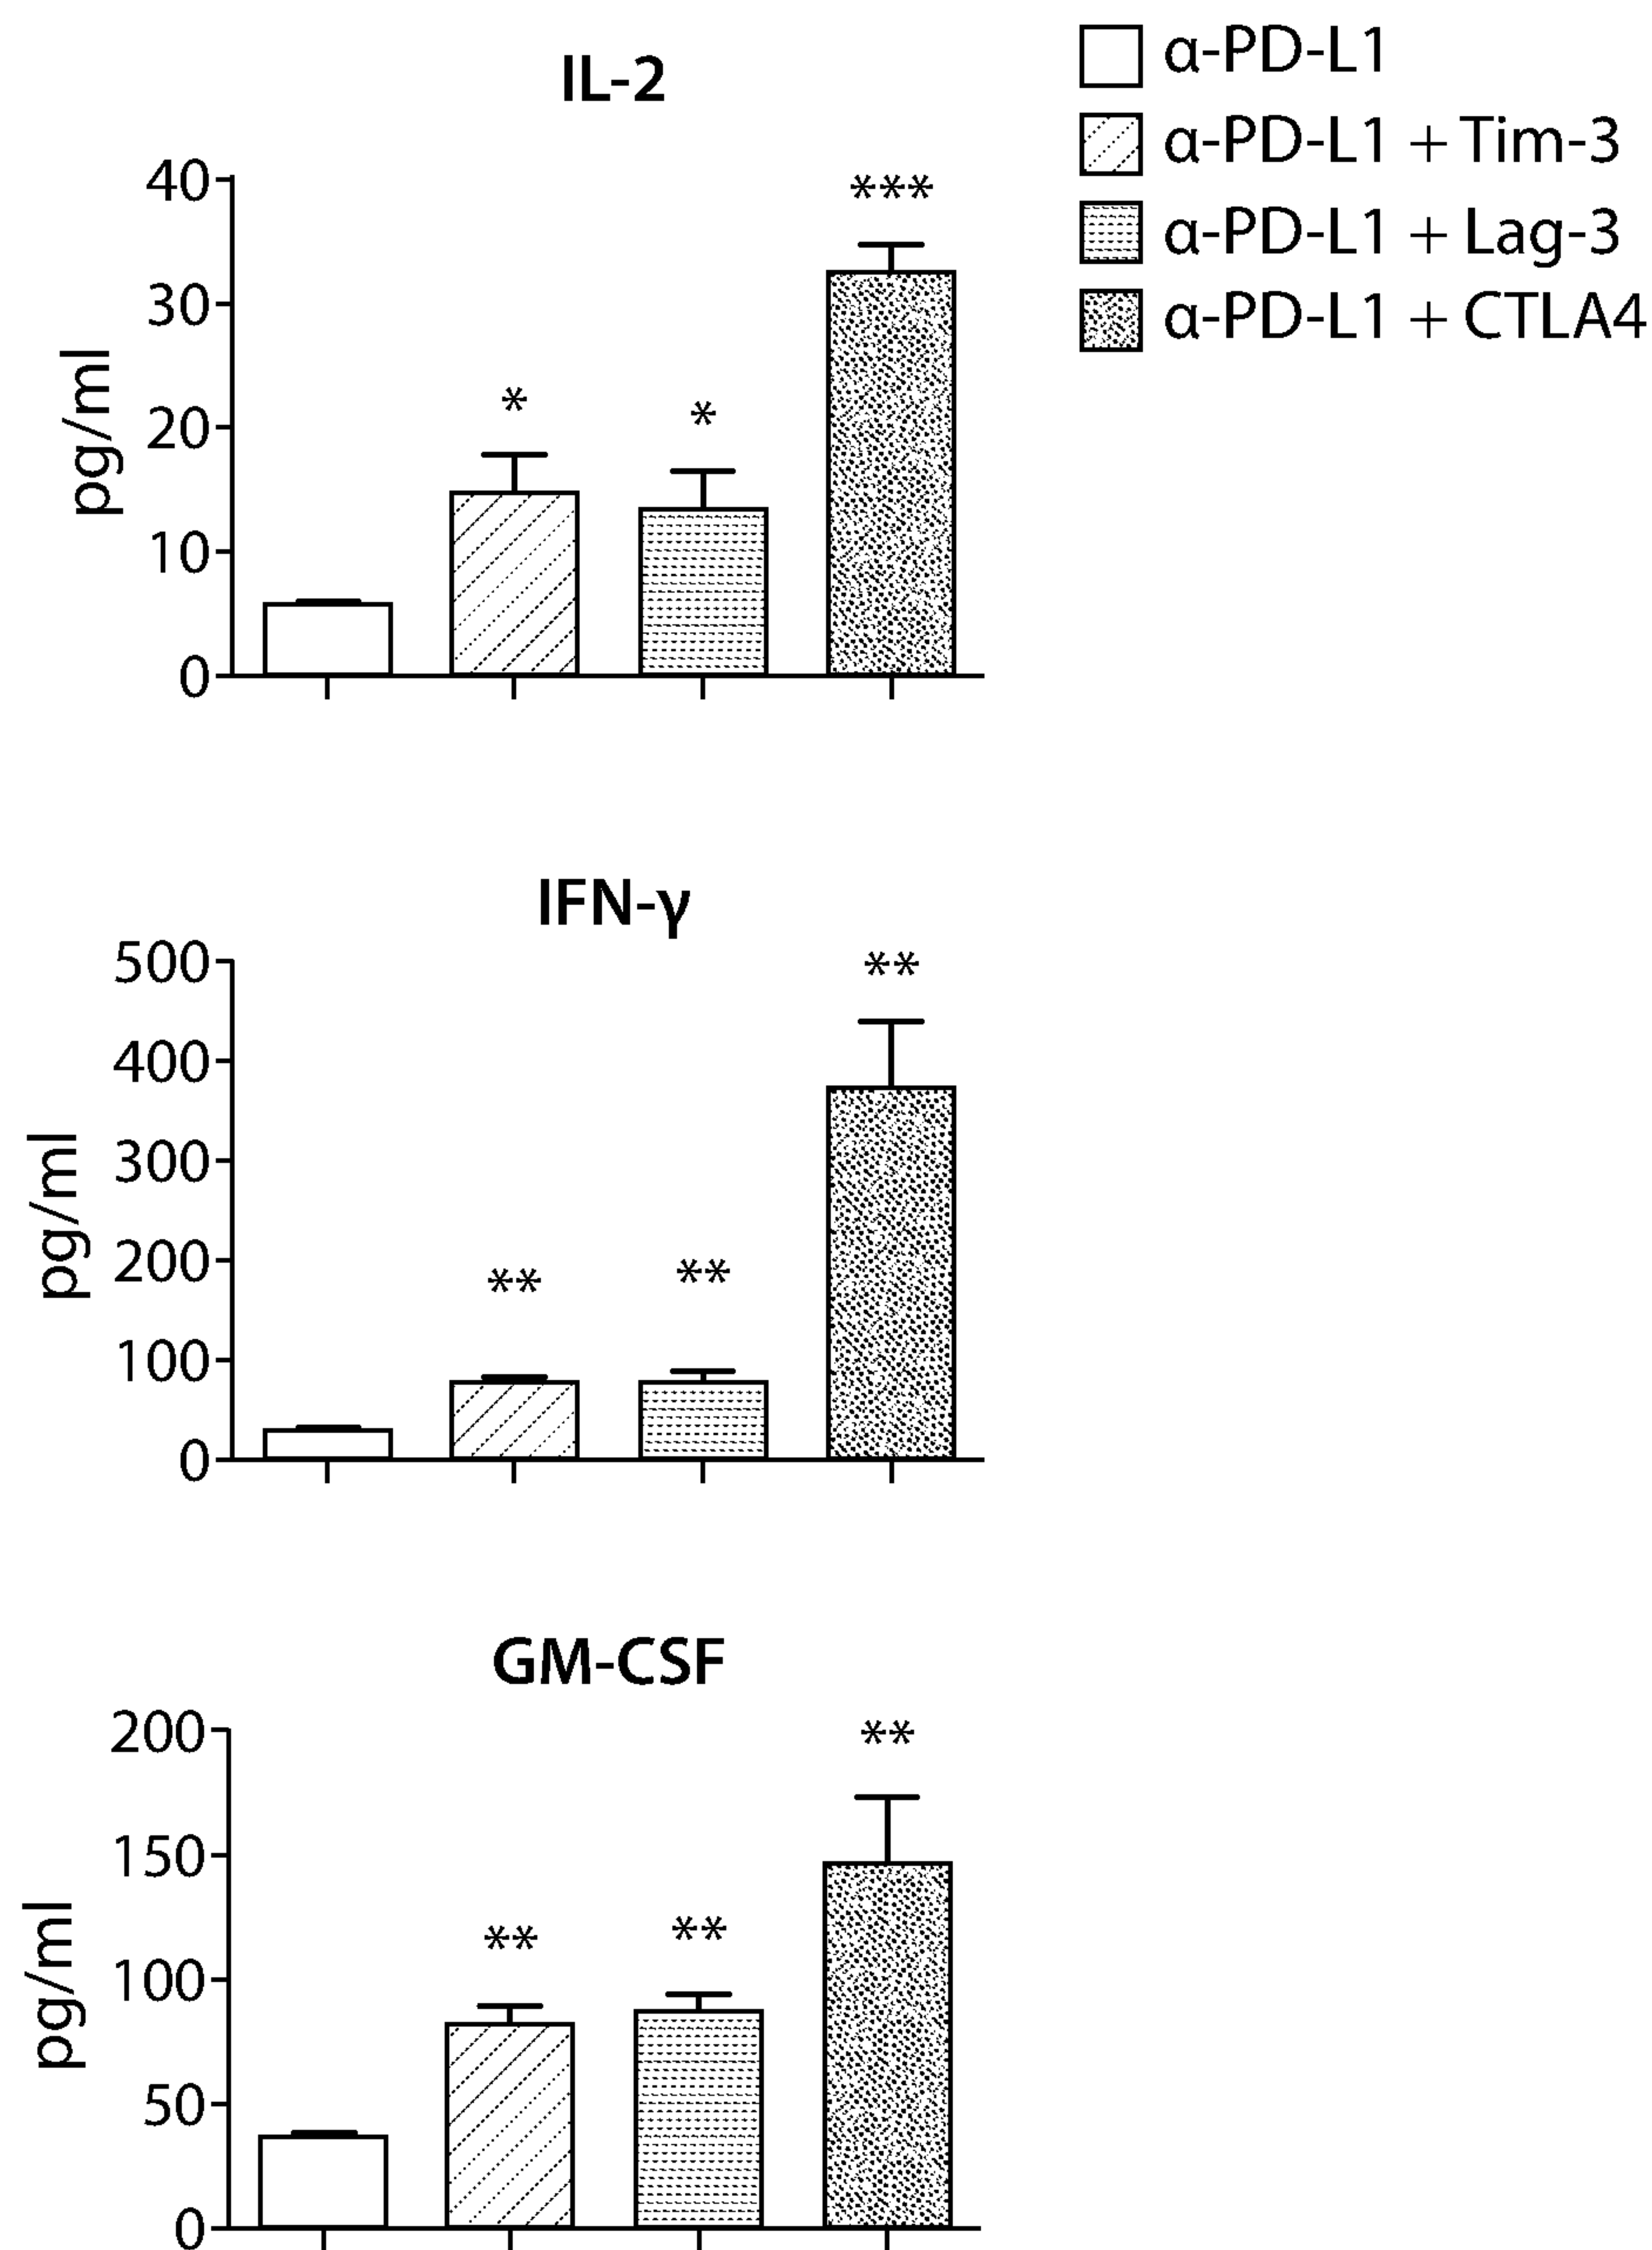 IL-2
α-PD-L1
α-PD-L1 + Tim-3
α-PD-L1 + Lag-3
α-PD-L1 + CTLA4
pg/ml
40
30
20
10
0
*
*
***
IFN-γ
pg/ml
500
400
300
200
100
0
**
**
**
GM-CSF
pg/ml
200
150
100
50
0
**
**
**